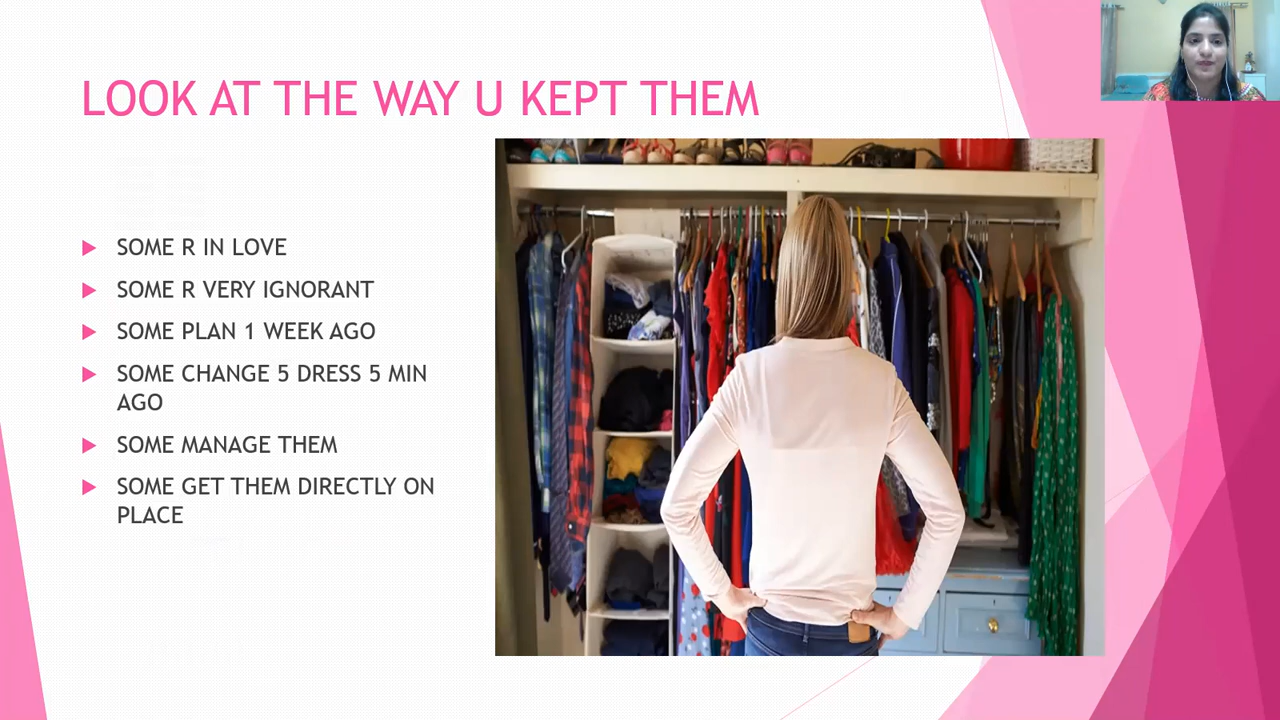 LOOK AT THE WAY U KEPT THEM
SOME R IN LOVE
SOME R VERY IGNORANT
SOME PLAN 1 WEEK AGO
SOME CHANGE 5 DRESS 5 MIN
AGO
SOME MANAGE THEM
SOME GET THEM DIRECTLY ON
PLACE